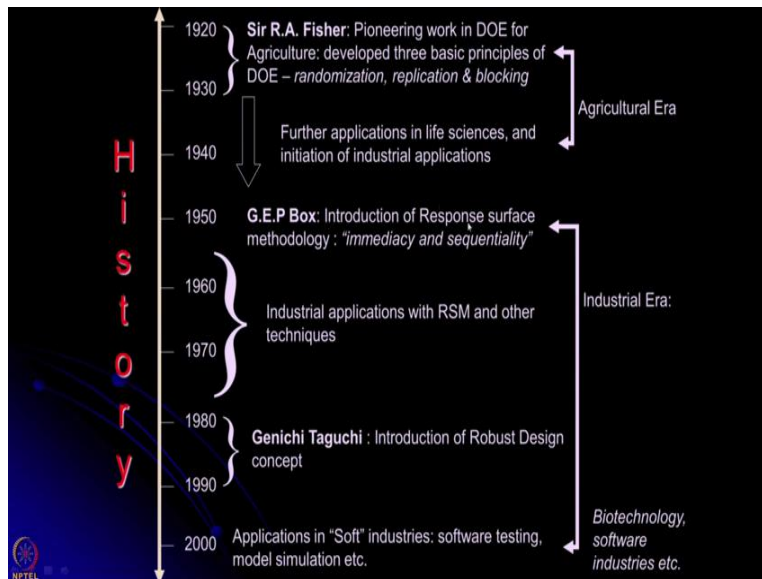 History
1920
Sir R.A. Fisher: Pioneering work in DOE for
Agriculture: developed three basic principles of
DOE – randomization, replication & blocking
1930
Agricultural Era
Further applications in life sciences, and
initiation of industrial applications
1940
1950
G.E.P Box: Introduction of Response surface
methodology : “immediacy and sequentiality”
1960
Industrial Era:
Industrial applications with RSM and other
techniques
1970
1980
Genichi Taguchi : Introduction of Robust Design
concept
1990
2000
Applications in “Soft” industries: software testing,
model simulation etc.
Biotechnology,
software
industries etc.
NPTEL